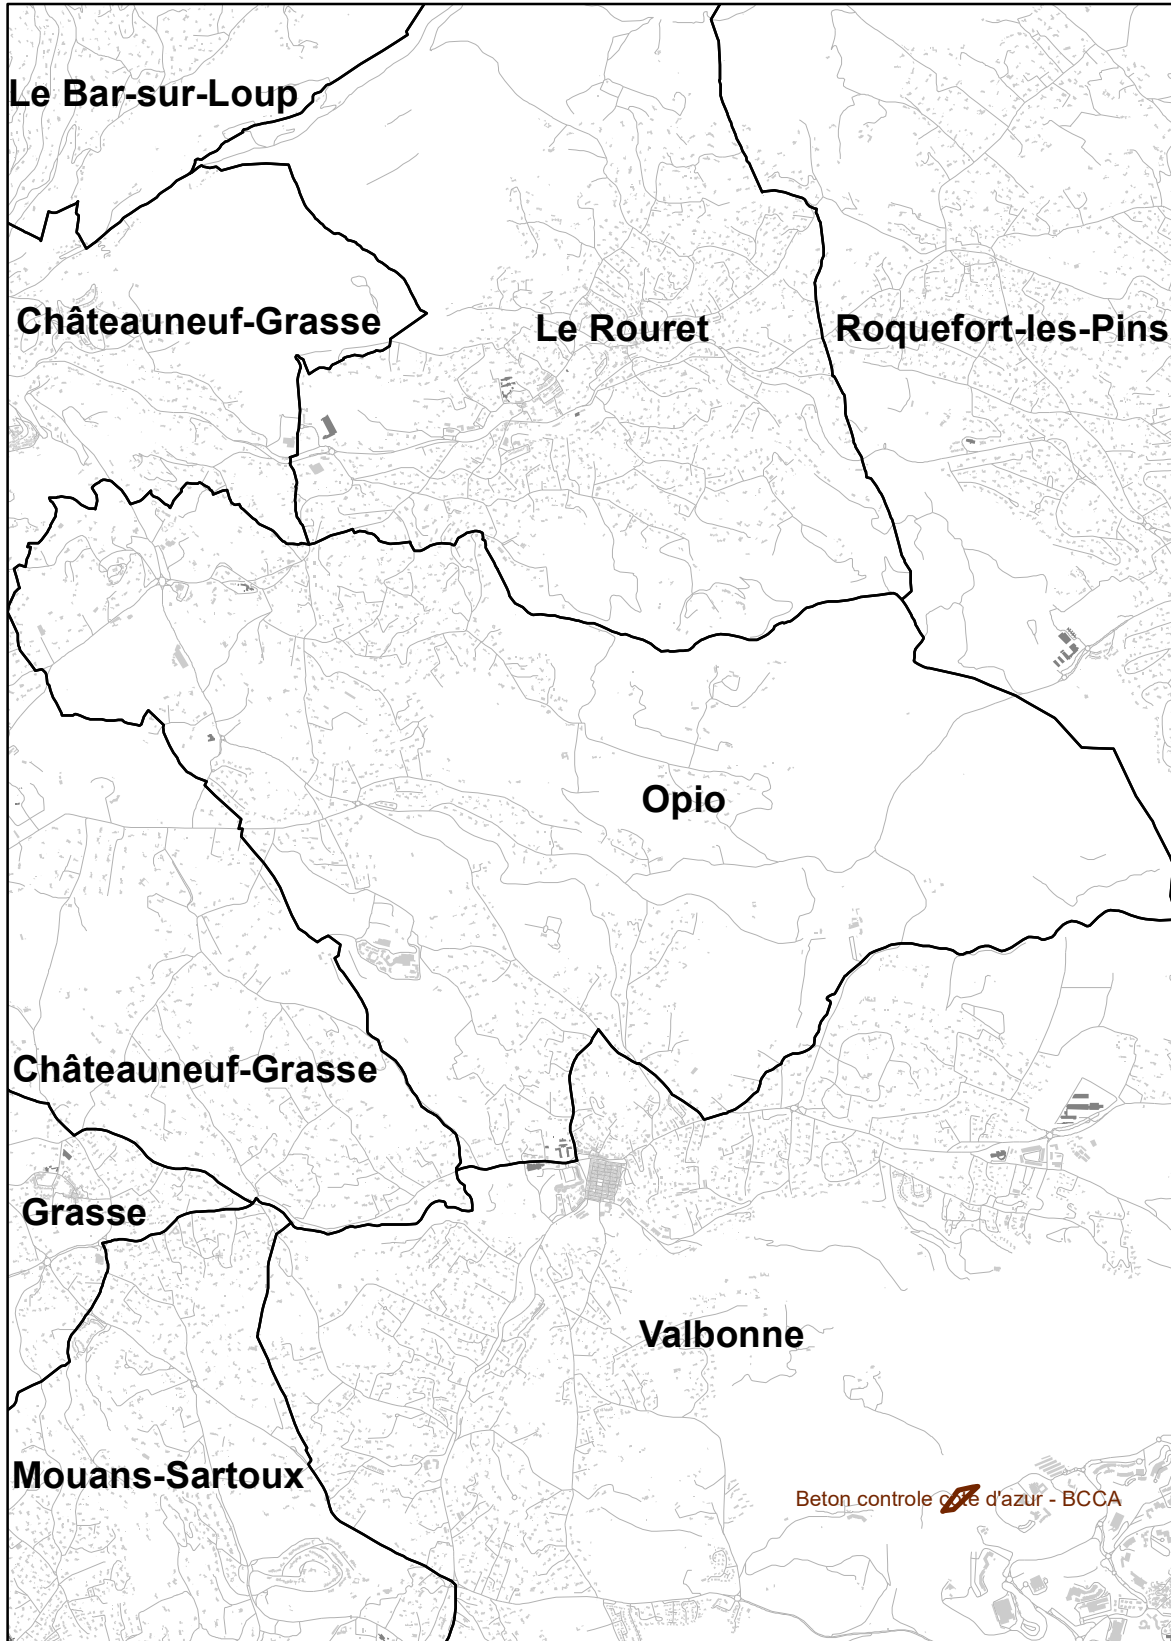 Le Bar-sur-Loup
Châteauneuf-Grasse
Le Rouret
Roquefort-les-Pins
Opio
Châteauneuf-Grasse
Grasse
Valbonne
Mouans-Sartoux
Beton controle cote d'azur - BCCA